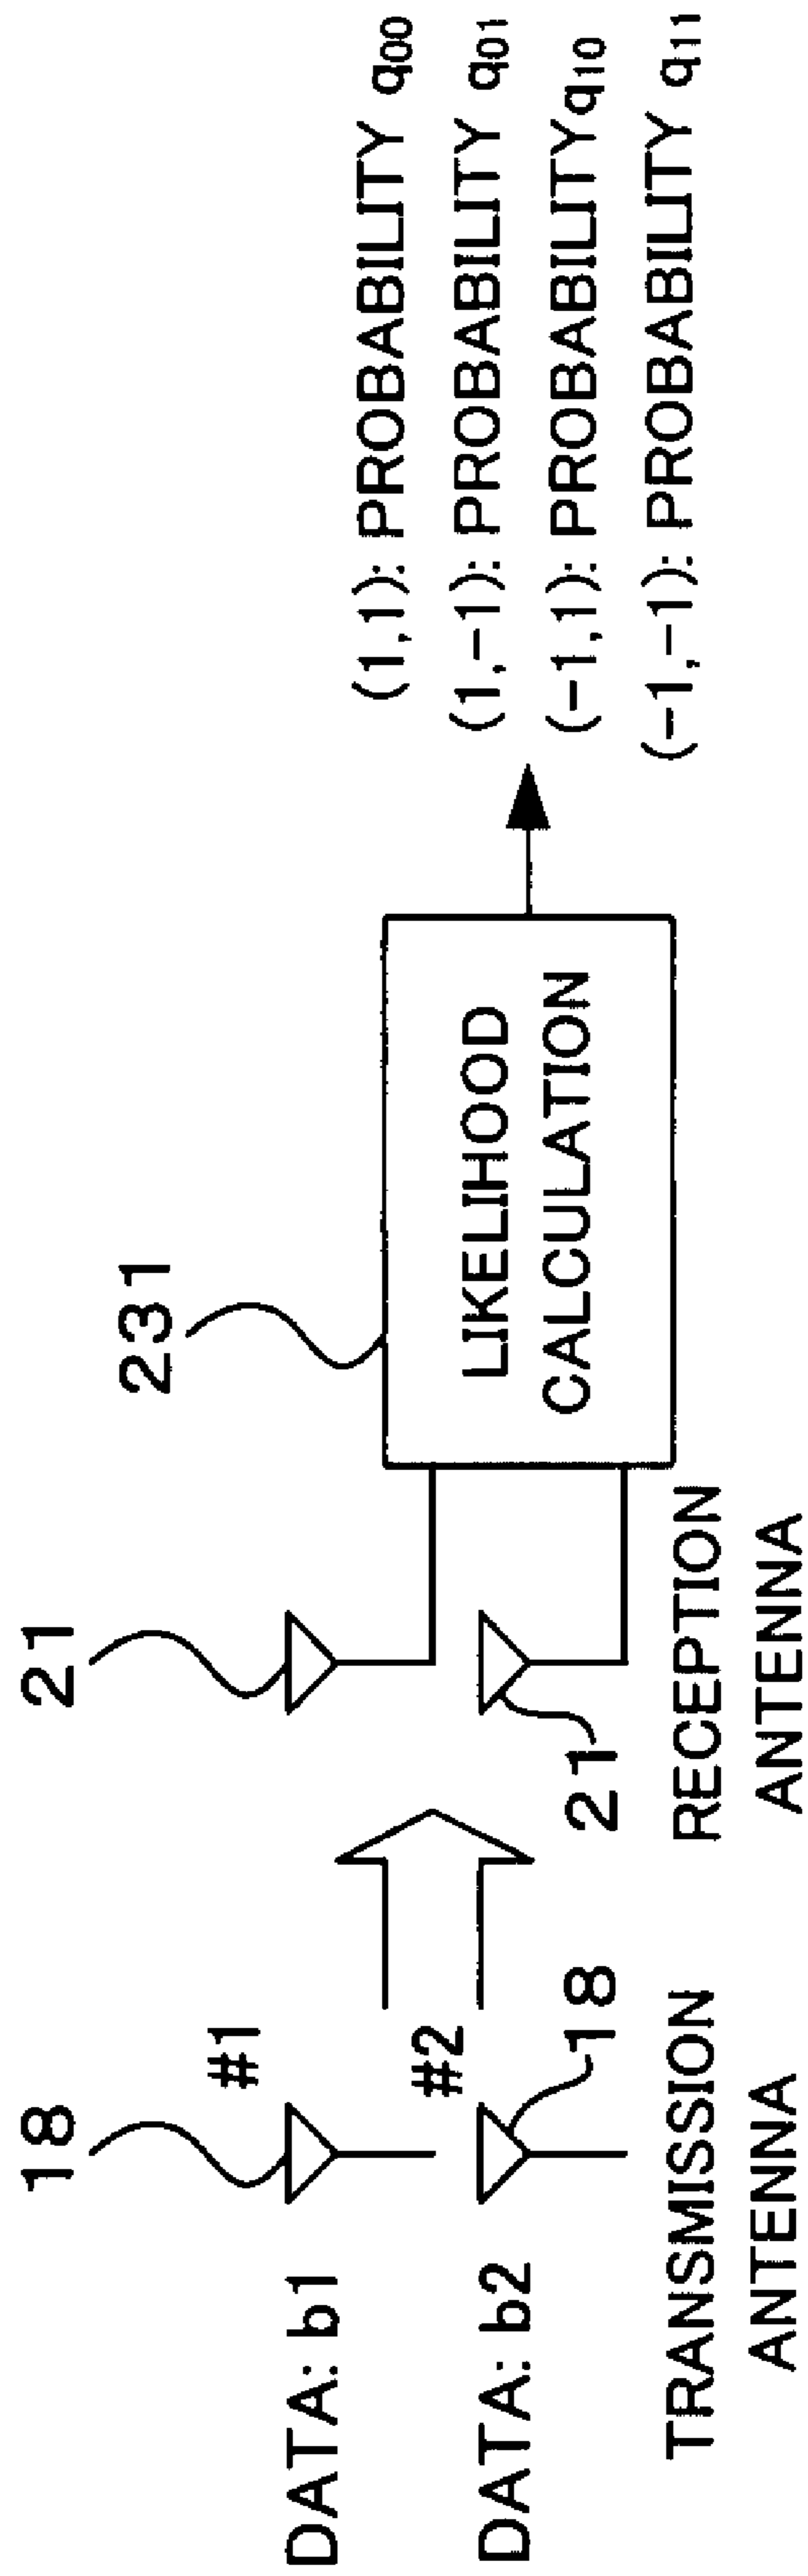 18
#1
DATA: b1
#2
DATA: b2
18
TRANSMISSION
ANTENNA
21
21
RECEPTION
ANTENNA
231
LIKELIHOOD
CALCULATION
(1,1): PROBABILITY q00
(1,-1): PROBABILITY q01
(-1,1): PROBABILITY q10
(-1,-1): PROBABILITY q11